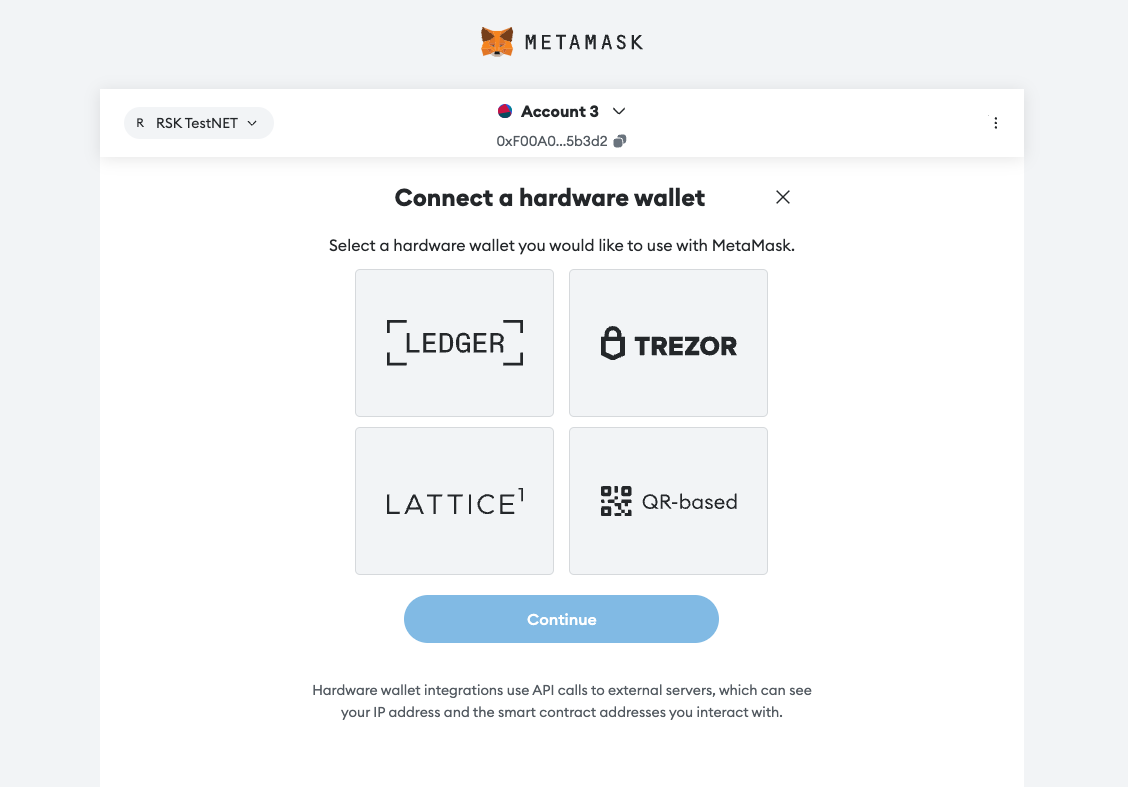 METAMASK
R RSK TestNET
Account 3
0xF00A0...5b3d2
Connect a hardware wallet
Select a hardware wallet you would like to use with MetaMask.
LEDGER
TREZOR
LATTICE1
QR-based
Continue
Hardware wallet integrations use API calls to external servers, which can see
your IP address and the smart contract addresses you interact with.